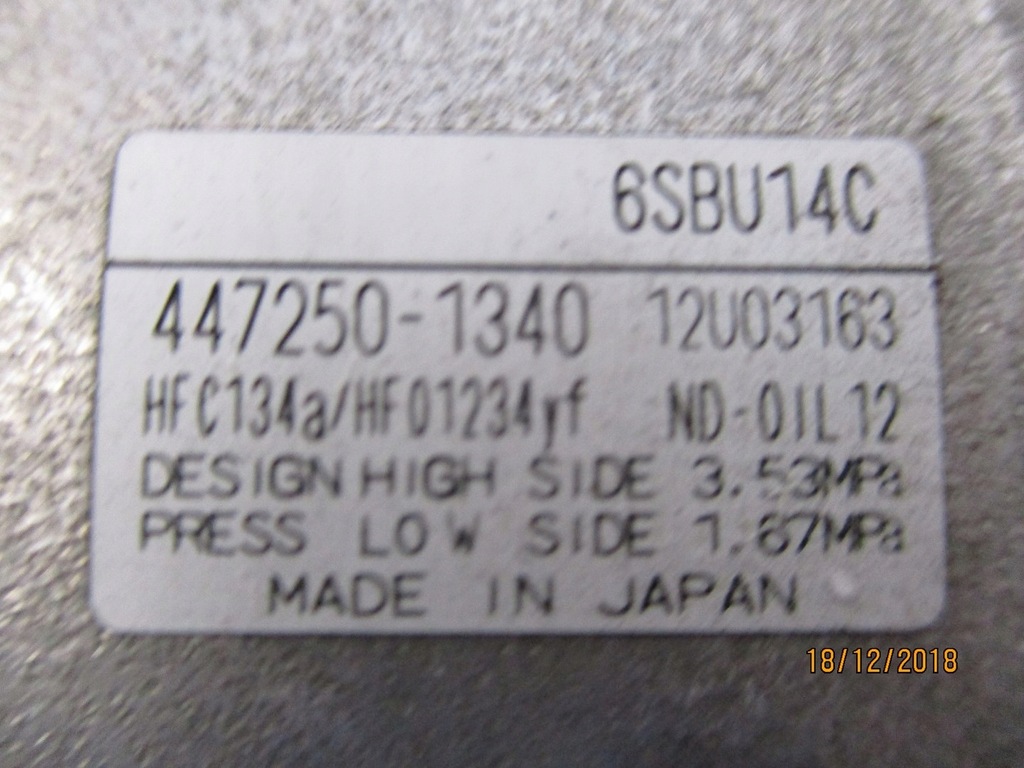 6SBU14C
447250-1340 12U03163
HFC134a/HFO1234yf ND-OIL12
DESIGN HIGH SIDE 3.53MPa
PRESS LOW SIDE 1.67MPa
MADE IN JAPAN
18/12/2018